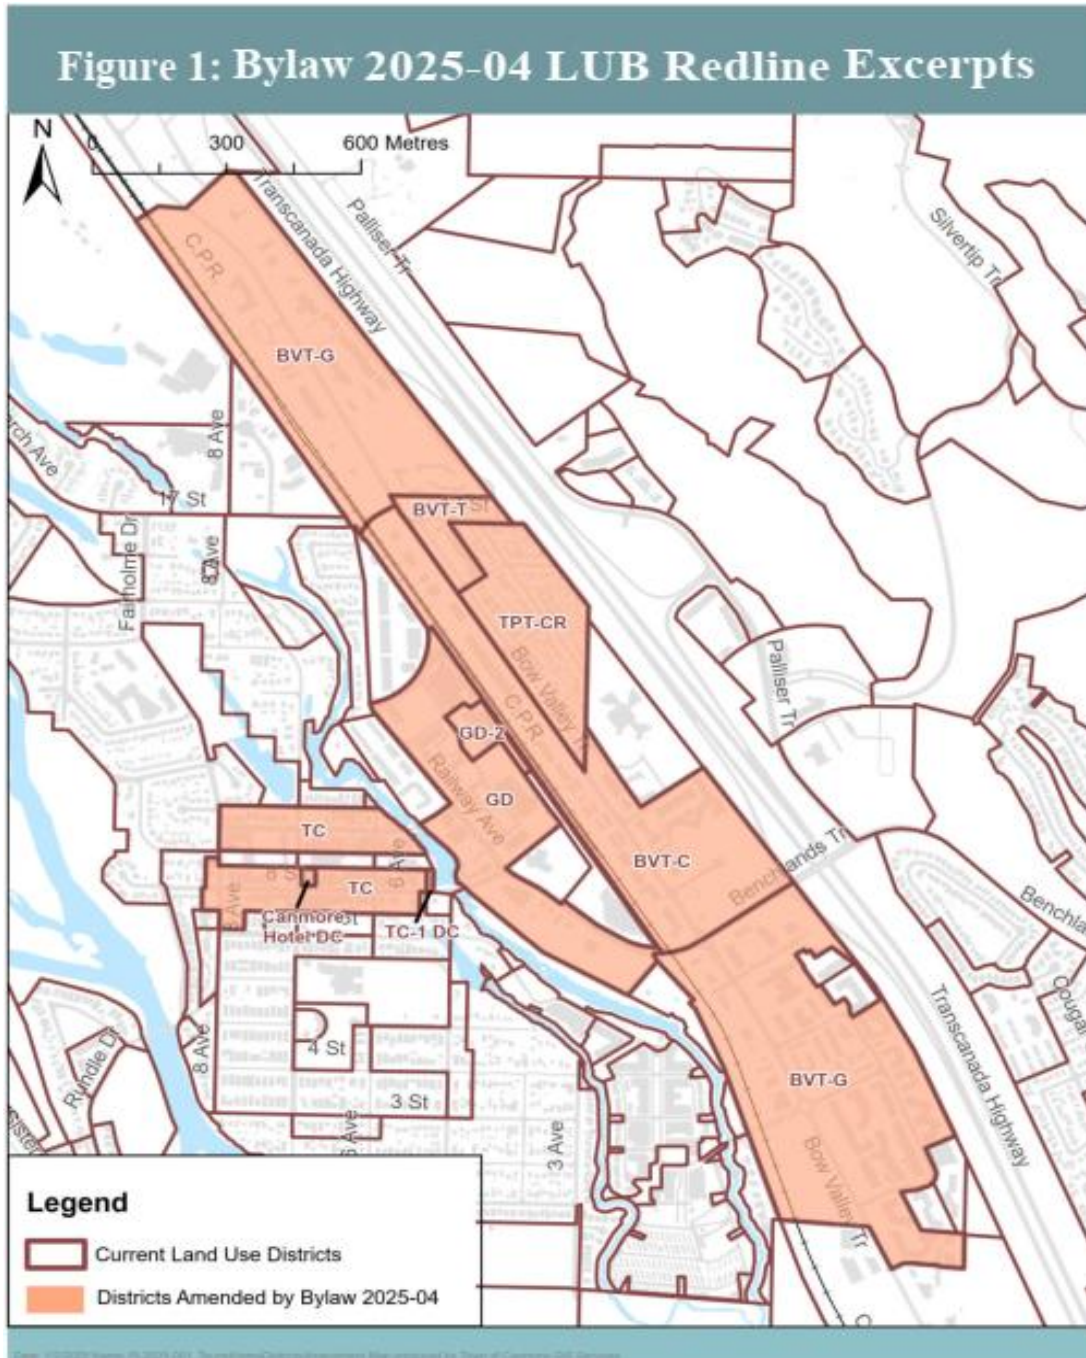 Figure 1: Bylaw 2025-04 LUB Redline Excerpts
N
0 300 600 Metres
Transcanada Highway
Palliser Tr
Silvertip Tr
C.P.R.
BVT-G
8 Ave
17 St
BVT-T
St
8 Ave
Fairholme Dr
TPT-CR
Bow Valley
C.P.R
Palliser Tr
GD-2
Railway Ave
GD
TC
BVT-C
Benchlands Tr
TC
Canmore
Hotel DC
TC-1 DC
Transcanada Highway
4 St
8 Ave
Rundle Dr
BVT-G
3 St
3 Ave
Bow Valley Tr
Legend
Current Land Use Districts
Districts Amended by Bylaw 2025-04